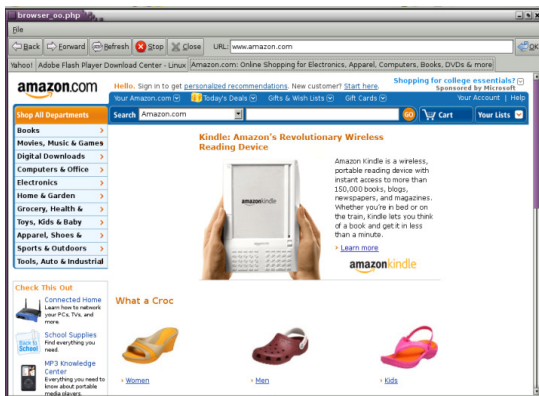 browser_oo.php
File
Back Forward Refresh Stop Close URL: www.amazon.com OK
Yahoo! Adobe Flash Player Download Center - Linux Amazon.com: Online Shopping for Electronics, Apparel, Computers, Books, DVDs & more
amazon.com
Hello. Sign in to get personalized recommendations. New customer? Start here.
Shopping for college essentials?
Sponsored by Microsoft
Your Amazon.com Today's Deals Gifts & Wish Lists Gift Cards Your Account | Help
Shop All Departments Search Amazon.com GO Cart Your Lists
Books
Movies, Music & Games
Digital Downloads
Computers & Office
Electronics
Home & Garden
Grocery, Health &
Toys, Kids & Baby
Apparel, Shoes &
Sports & Outdoors
Tools, Auto & Industrial
Kindle: Amazon's Revolutionary Wireless
Reading Device
amazonkindle
Amazon Kindle is a wireless,
portable reading device with
instant access to more than
150,000 books, blogs,
newspapers, and magazines.
Whether you're in bed or on
the train, Kindle lets you think
of a book and get it in less
than a minute.
Learn more
amazonkindle
Check This Out
Connected Home
Learn how to network
your PCs, TVs, and
more.
Back to
School
School Supplies
Find everything you
need.
MP3 Knowledge
Center
Everything you need to
know about portable
media players.
What a Croc
Women
Men
Kids